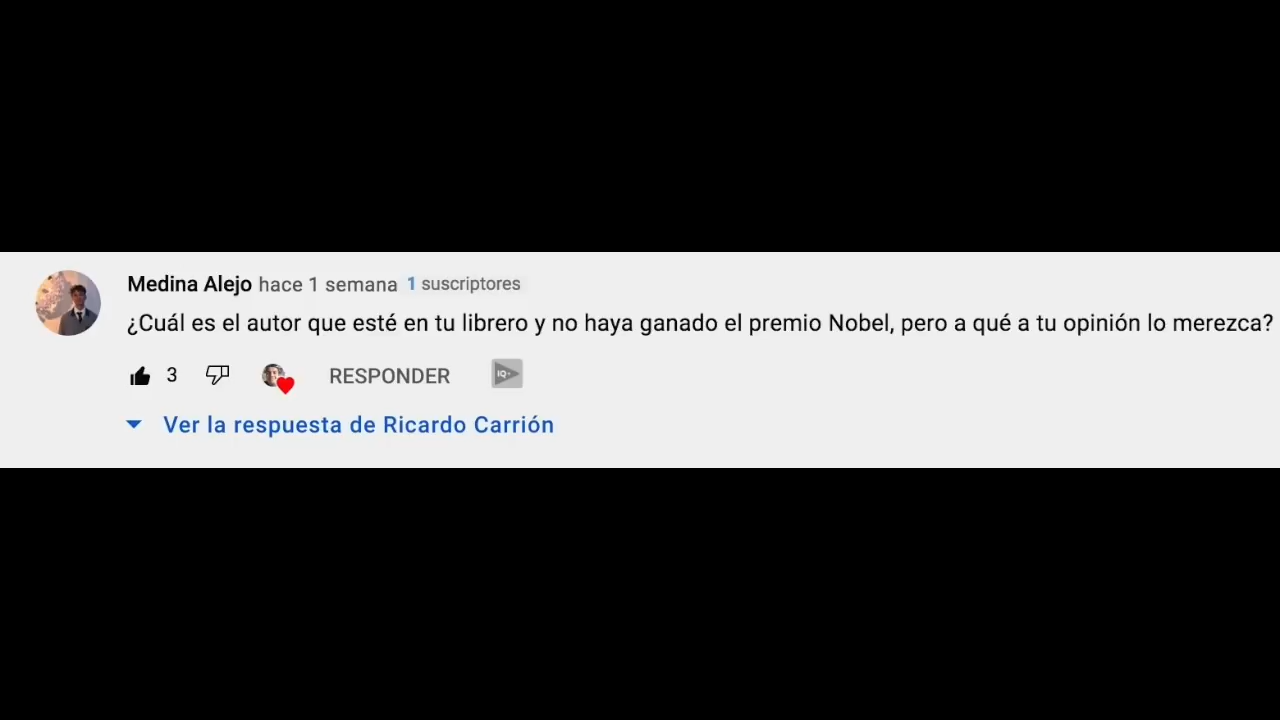 Medina Alejo hace 1 semana 1 suscriptores
¿Cuál es el autor que esté en tu librero y no haya ganado el premio Nobel, pero a qué a tu opinión lo merezca?
3 RESPONDER IQ
Ver la respuesta de Ricardo Carrión